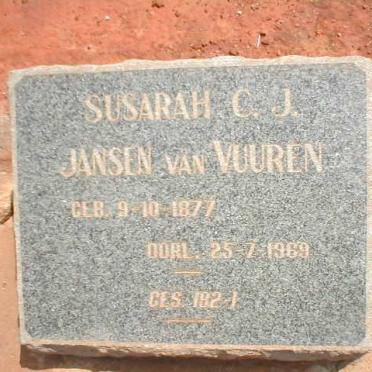 SUSARAH C. J.
JANSEN VAN VUUREN
GEB. 9-10-1877
OORL. 25-7-1969
GES. 182-1